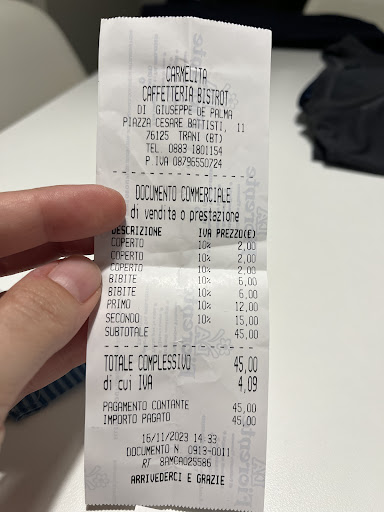 CARMELITA
CAFFETTERIA BISTROT
DI GIUSEPPE DE PALMA
PIAZZA CESARE BATTISTI, 11
76125 TRANI (BT)
TEL. 0883 1801154
P.IVA 08796550724
DOCUMENTO COMMERCIALE
di vendita o prestazione
DESCRIZIONE IVA PREZZO(€)
COPERTO 10% 2,00
COPERTO 10% 2,00
COPERTO 10% 2,00
BIBITE 10% 6,00
BIBITE 10% 6,00
PRIMO 10% 12,00
SECONDO 10% 15,00
SUBTOTALE 45,00
TOTALE COMPLESSIVO 45,00
di cui IVA 4,09
PAGAMENTO CONTANTE 45,00
IMPORTO PAGATO 45,00
16/11/2023 14:33
DOCUMENTO N. 0913-0011
RT 8AMCA025586
ARRIVEDERCI E GRAZIE